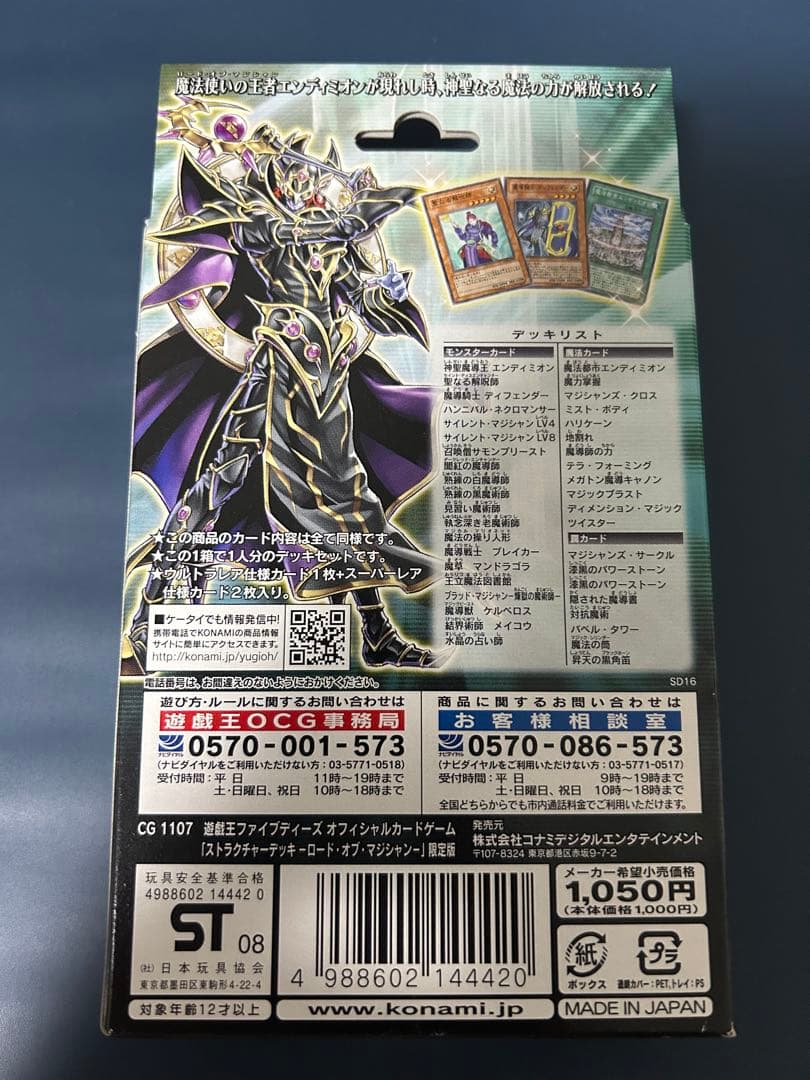 ロード・オブ・マジシャン
魔法使いの王者エンディミオンが現れし時、神聖なる魔法の力が解放される！
デッキリスト
モンスターカード
神聖魔導王 エンディミオン
聖なる解呪師
魔導騎士 ディフェンダー
ハンニバル・ネクロマンサー
サイレント・マジシャン LV4
サイレント・マジシャン LV8
召喚僧サモンプリースト
闇紅の魔導師
熟練の白魔導師
熟練の黒魔術師
見習い魔術師
執念深き老魔術師
魔法の操り人形
魔導戦士 ブレイカー
魔草 マンドラゴラ
王立魔法図書館
ブラッド・マジシャン－煉獄の魔術師－
魔導獣 ケルベロス
結界術師 メイコウ
水晶の占い師
魔法カード
魔法都市エンディミオン
魔力掌握
マジシャンズ・クロス
ミスト・ボディ
ハリケーン
地割れ
魔導師の力
テラ・フォーミング
メガトン魔導キャノン
マジックブラスト
ディメンション・マジック
ツイスター
罠カード
マジシャンズ・サークル
漆黒のパワーストーン
漆黒のパワーストーン
隠された魔導書
対抗魔術
バベル・タワー
魔法の筒
昇天の黒角笛
SD16
★この商品のカード内容は全て同様です。
★この1箱で1人分のデッキセットです。
★ウルトラレア仕様カード1枚+スーパーレア
仕様カード2枚入り。
■ケータイでも情報発信中!
携帯電話でKONAMIの商品情報
サイトに簡単にアクセスできます。
http://konami.jp/yugioh/
電話番号は、お間違えのないようにおかけください。
遊び方・ルールに関するお問い合わせは
遊戯王OCG事務局
ナビダイヤル 0570-001-573
(ナビダイヤルをご利用いただけない方：03-5771-0518)
受付時間：平 日 11時～19時まで
土・日曜日、祝日 10時～18時まで
商品に関するお問い合わせは
お客様相談室
ナビダイヤル 0570-086-573
(ナビダイヤルをご利用いただけない方：03-5771-0517)
受付時間：平 日 9時～19時まで
土・日曜日、祝日 10時～18時まで
全国どちらからでも市内通話料金でご利用いただけます。
CG 1107 遊戯王ファイブディーズ オフィシャルカードゲーム
「ストラクチャーデッキ－ロード・オブ・マジシャン－」限定版
発売元
株式会社コナミデジタルエンタテインメント
〒107-8324 東京都港区赤坂9-7-2
玩具安全基準合格
4988602 14442 0
ST 08
(社) 日本玩具協会
東京都墨田区東駒形4-22-4
対象年齢12才以上
4 988602 144420
www.konami.jp
メーカー希望小売価格
1,050円
(本体価格1,000円)
紙
ボックス
プラ
遊戯カバー：PET、トレイ：PS
MADE IN JAPAN